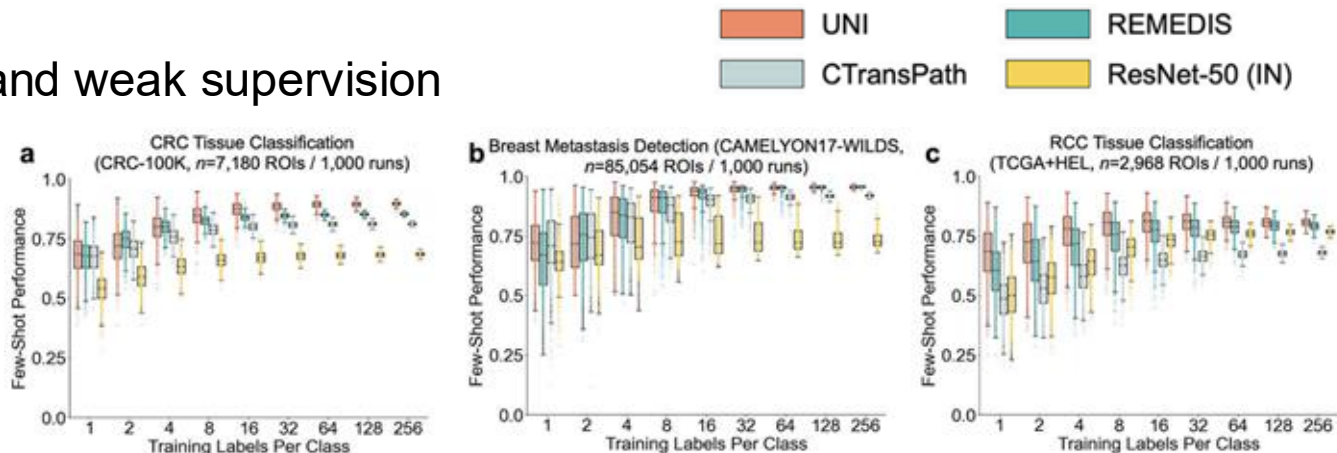 UNI
REMEDIS
CTransPath
ResNet-50 (IN)
and weak supervision
a
CRC Tissue Classification
(CRC-100K, n=7,180 ROIs / 1,000 runs)
Few-Shot Performance
1.0
0.75
0.5
0.25
0.0
1 2 4 8 16 32 64 128 256
Training Labels Per Class
b
Breast Metastasis Detection (CAMELYON17-WILDS,
n=85,054 ROIs / 1,000 runs)
Few-Shot Performance
1.0
0.75
0.5
0.25
0.0
1 2 4 8 16 32 64 128 256
Training Labels Per Class
c
RCC Tissue Classification
(TCGA+HEL, n=2,968 ROIs / 1,000 runs)
Few-Shot Performance
1.0
0.75
0.5
0.25
0.0
1 2 4 8 16 32 64 128 256
Training Labels Per Class